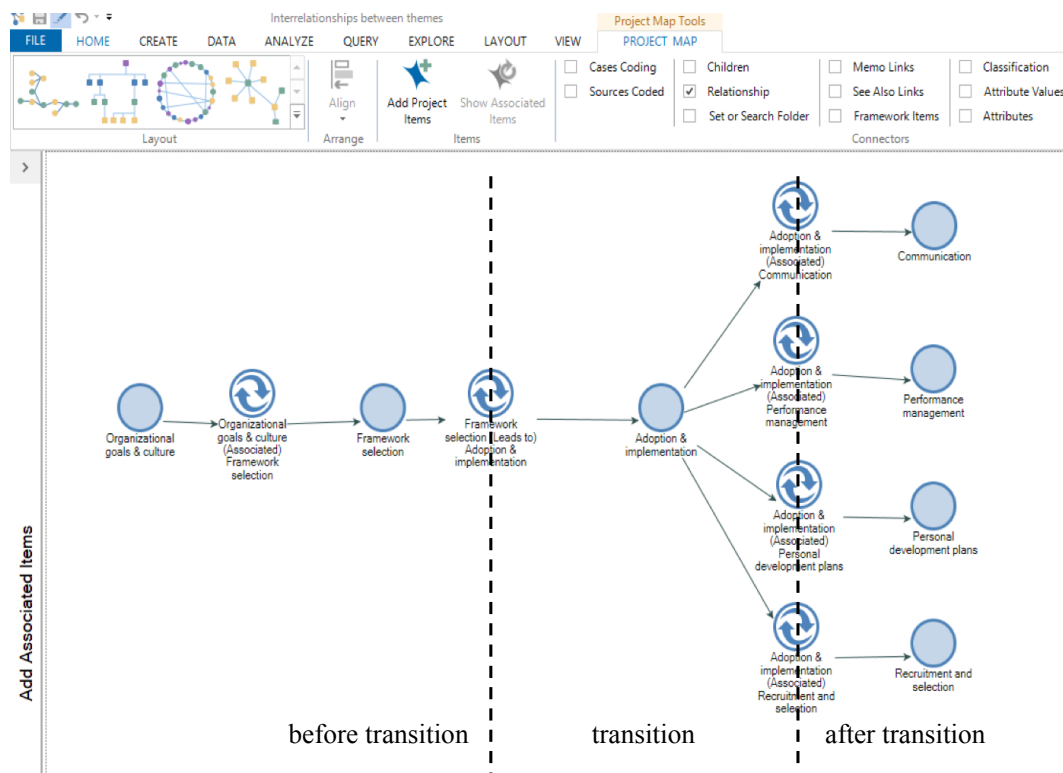 Interrelationships between themes
Project Map Tools
FILE HOME CREATE DATA ANALYZE QUERY EXPLORE LAYOUT VIEW PROJECT MAP
Layout
Align
Arrange
Add Project
Items
Show Associated
Items
Items
Cases Coding
Sources Coded
Children
Relationship
Set or Search Folder
Memo Links
See Also Links
Framework Items
Classification
Attribute Values
Attributes
Connectors
Add Associated Items
Organizational
goals & culture
Organizational
goals & culture
(Associated)
Framework
selection
Framework
selection
Framework
selection (Leads to)
Adoption &
implementation
Adoption &
implementation
Adoption &
implementation
(Associated)
Communication
Communication
Adoption &
implementation
(Associated)
Performance
management
Performance
management
Adoption &
implementation
(Associated)
Personal
development plans
Personal
development plans
Adoption &
implementation
(Associated)
Recruitment and
selection
Recruitment and
selection
before transition
transition
after transition